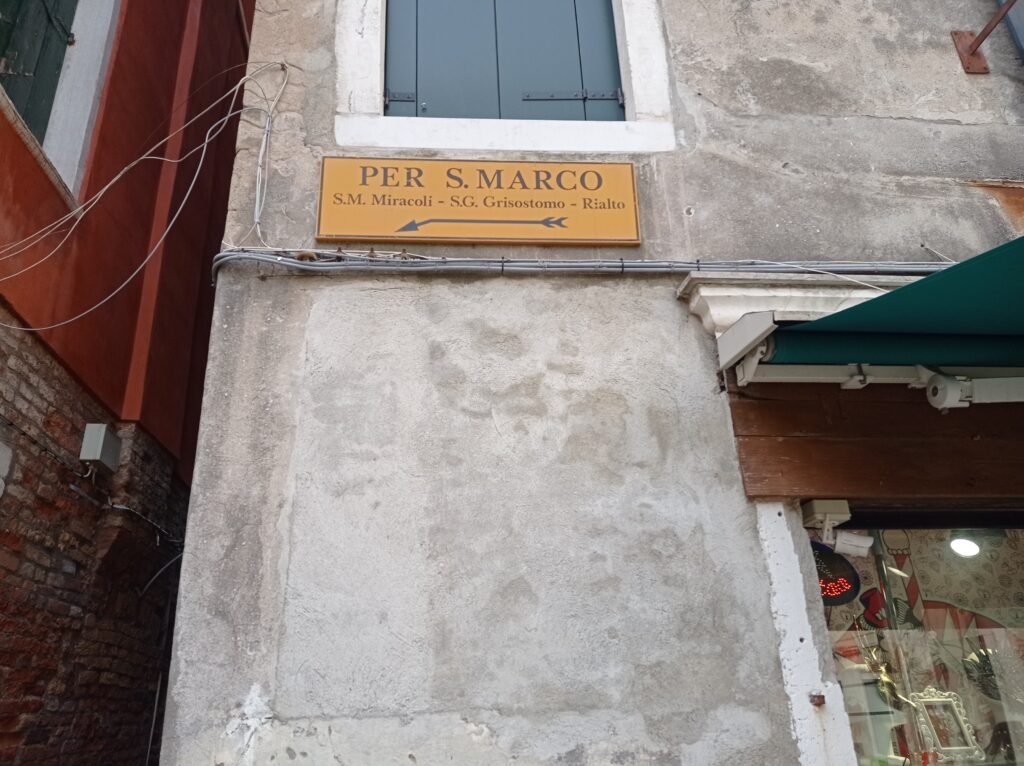 PER S. MARCO
S.M. Miracoli - S.G. Grisostomo - Rialto